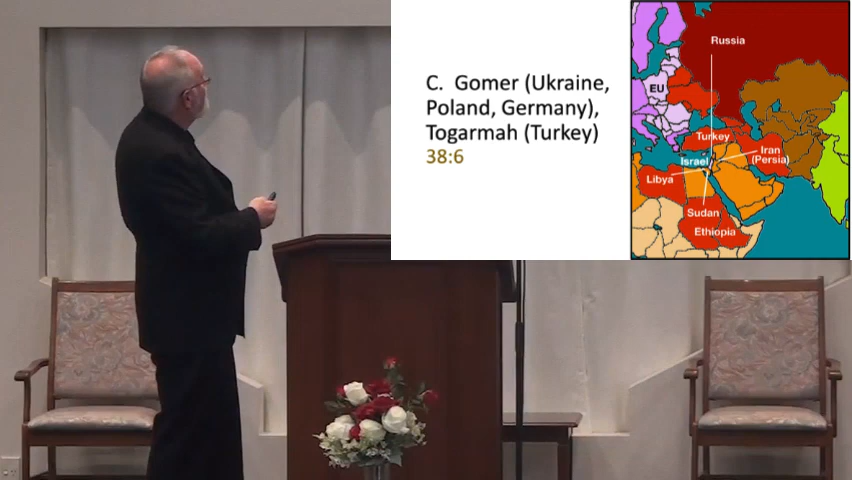 C. Gomer (Ukraine,
Poland, Germany),
Togarmah (Turkey)
38:6
Russia
EU
Turkey
Israel
Iran
(Persia)
Libya
Sudan
Ethiopia